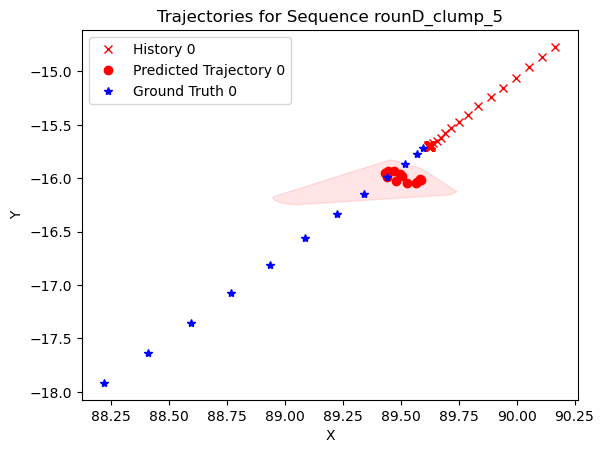 Trajectories for Sequence rounD_clump_5
History 0
Predicted Trajectory 0
Ground Truth 0
Y
−15.0
−15.5
−16.0
−16.5
−17.0
−17.5
−18.0
88.25 88.50 88.75 89.00 89.25 89.50 89.75 90.00 90.25
X